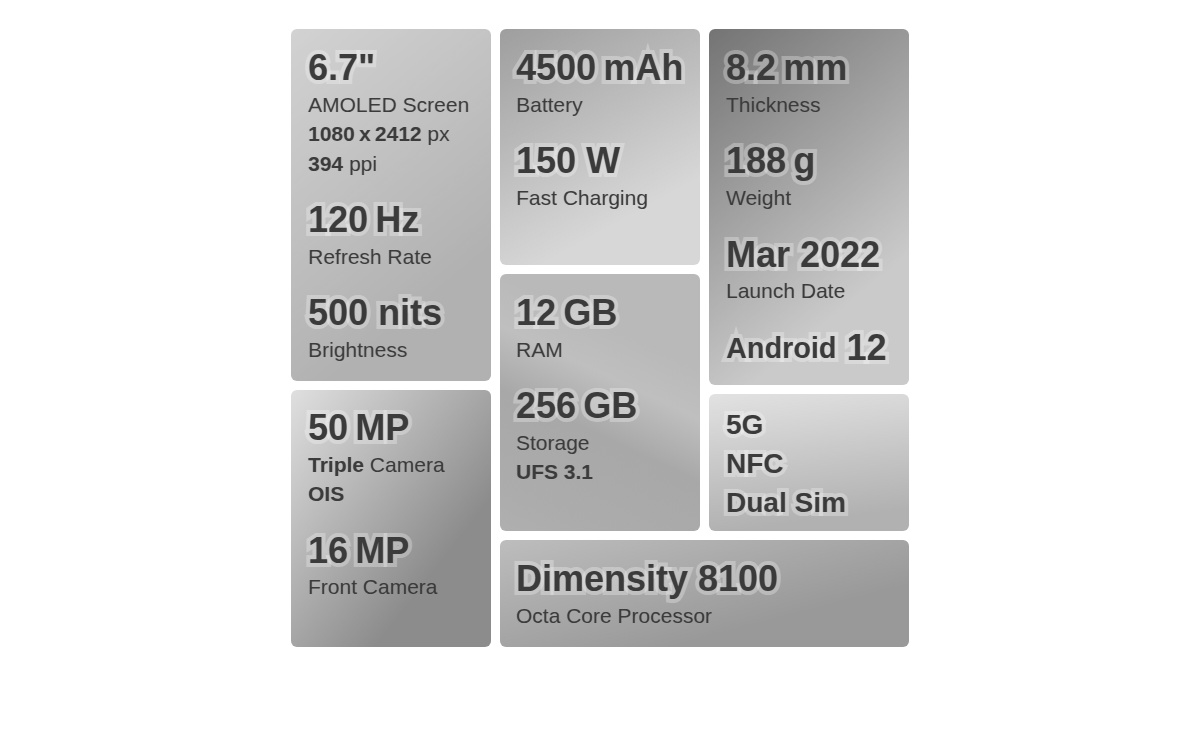 6.7"
AMOLED Screen
1080 x 2412 px
394 ppi
120 Hz
Refresh Rate
500 nits
Brightness
50 MP
Triple Camera
OIS
16 MP
Front Camera
4500 mAh
Battery
150 W
Fast Charging
12 GB
RAM
256 GB
Storage
UFS 3.1
8.2 mm
Thickness
188 g
Weight
Mar 2022
Launch Date
Android 12
5G
NFC
Dual Sim
Dimensity 8100
Octa Core Processor